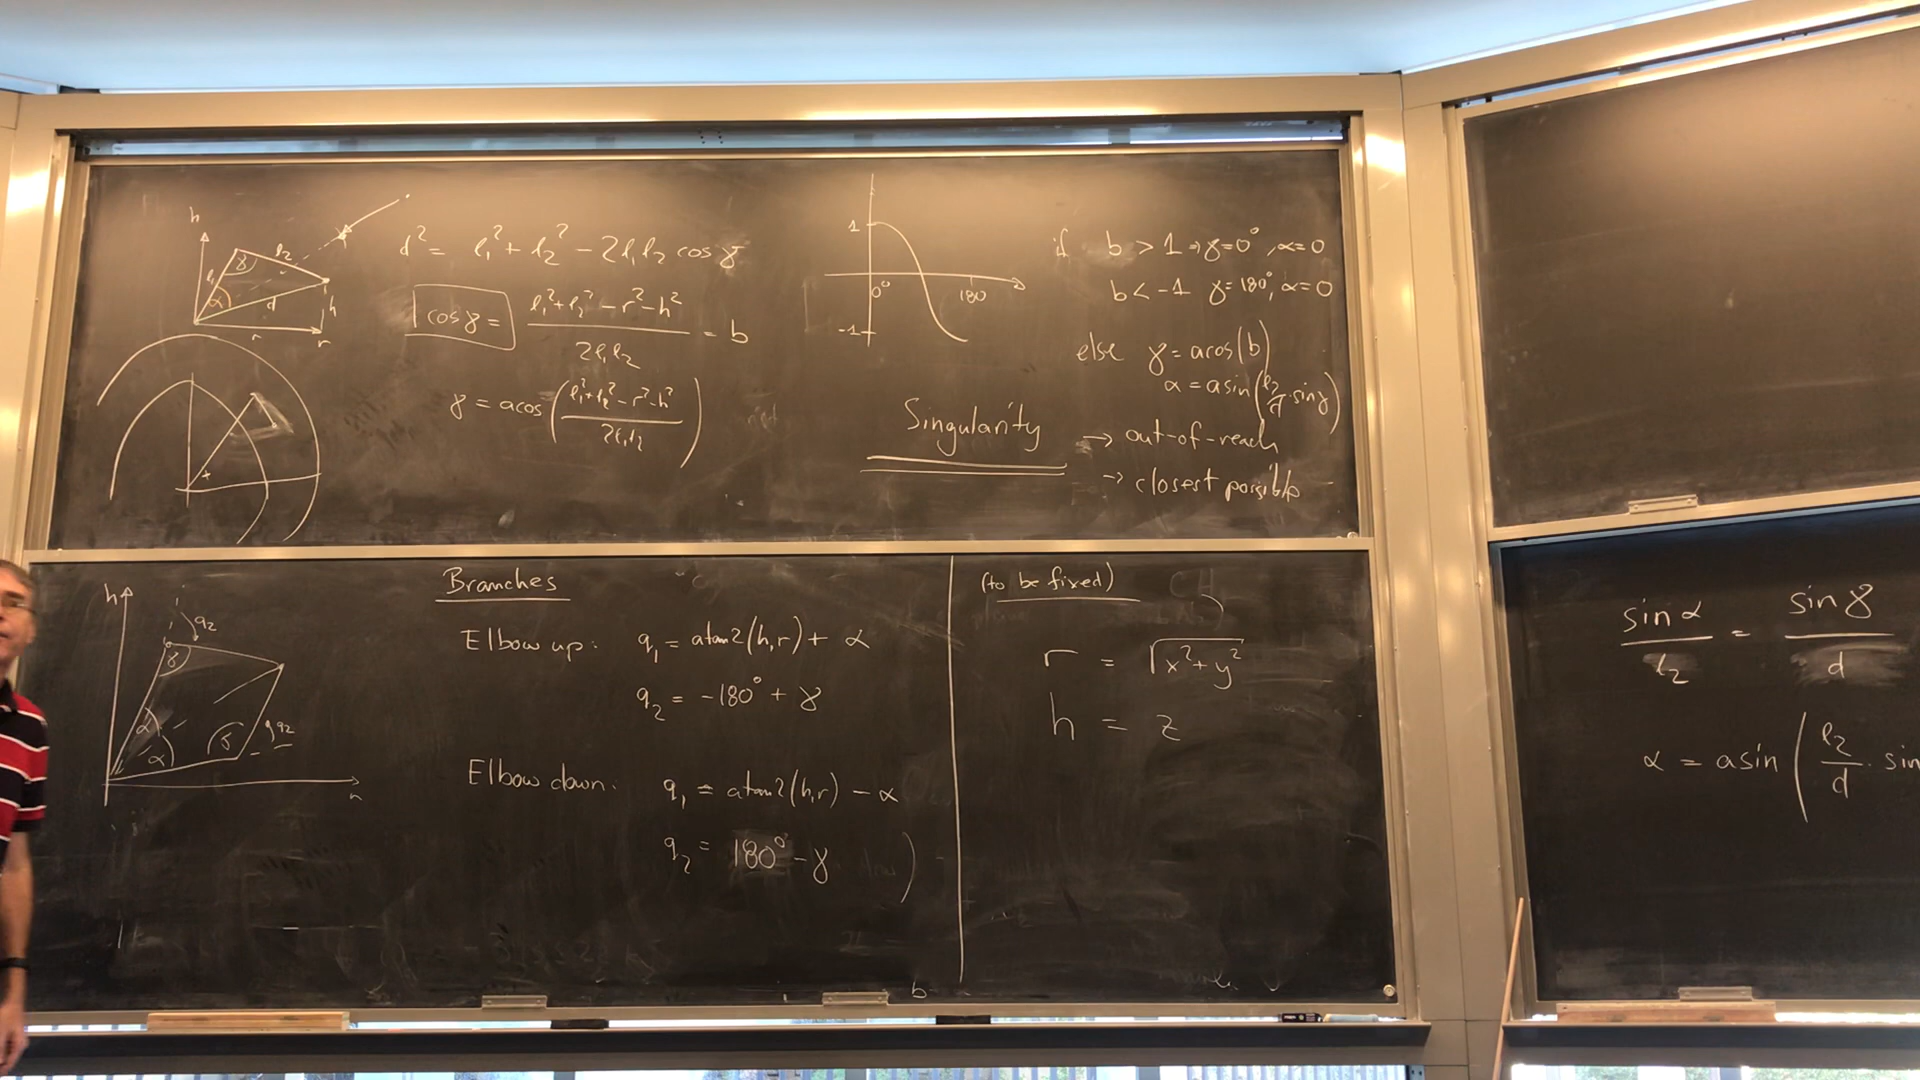 h
l₁ γ l₂
α d h
r r
d² = l₁² + l₂² - 2l₁l₂ cos γ
cos γ = (l₁² + l₂² - r² - h²) / (2l₁l₂) = b
γ = acos((l₁² + l₂² - r² - h²) / (2l₁l₂))
1
0° 180
-1
Singularity
if b > 1 → γ = 0°, α = 0
b < -1 γ = 180°, α = 0
else γ = acos(b)
α = asin(l₂/d · sin γ)
→ out-of-reach
→ closest possible
h
q₂
γ
α
α γ q₂
r
Branches
Elbow up: q₁ = atan2(h,r) + α
q₂ = -180° + γ
Elbow down: q₁ = atan2(h,r) - α
q₂ = 180° - γ
b
(to be fixed)
r = √(x² + y²)
h = z
sin α / l₂ = sin γ / d
α = asin(l₂/d · sin